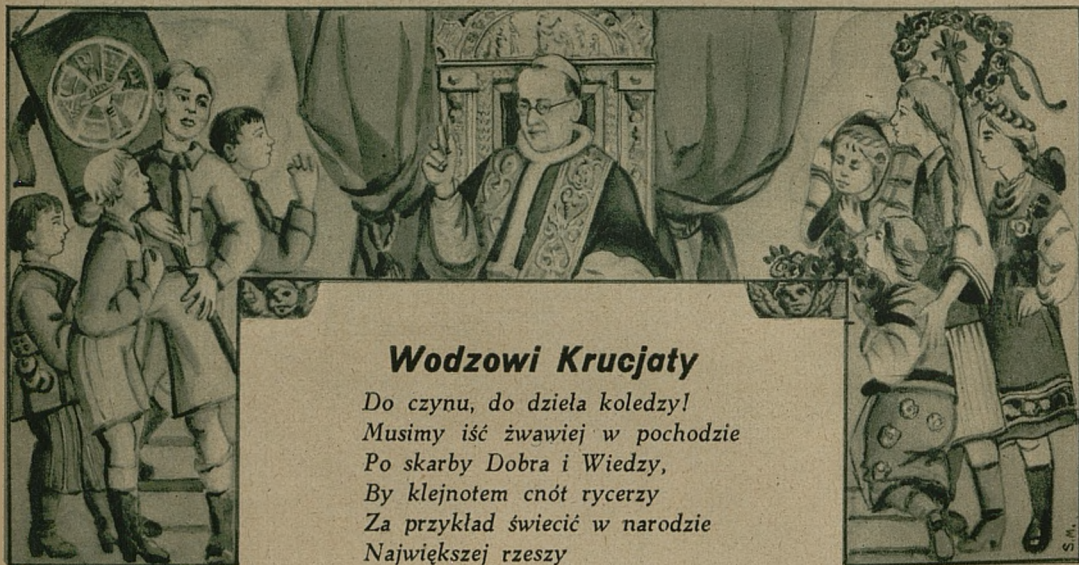 Wodzowi Krucjaty
Do czynu, do dzieła koledzy!
Musimy iść żwawiej w pochodzie
Po skarby Dobra i Wiedzy,
By klejnotem cnót rycerzy
Za przykład świecić w narodzie
Największej rzeszy
S.M.